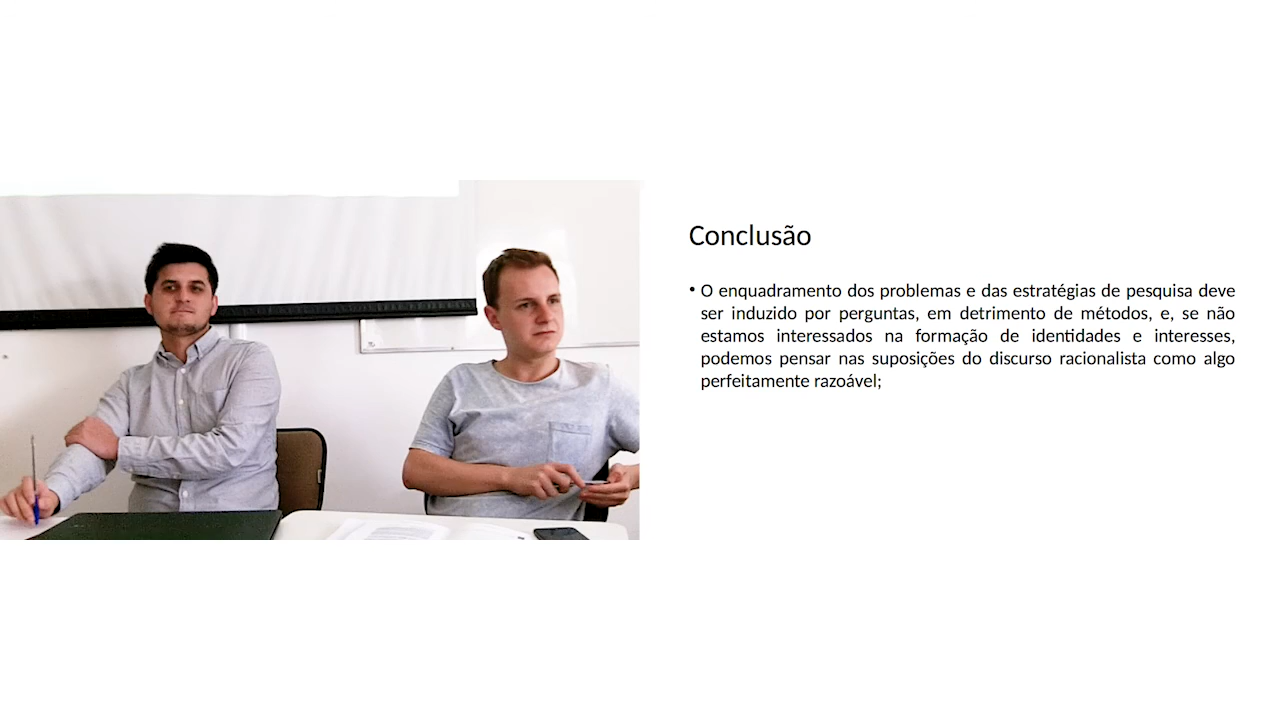 Conclusão
• O enquadramento dos problemas e das estratégias de pesquisa deve
ser induzido por perguntas, em detrimento de métodos, e, se não
estamos interessados na formação de identidades e interesses,
podemos pensar nas suposições do discurso racionalista como algo
perfeitamente razoável;